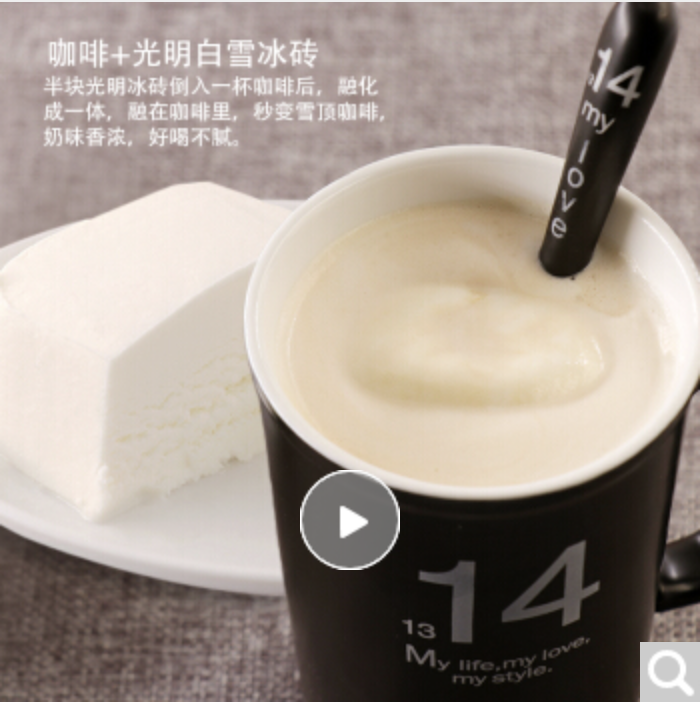 咖啡+光明白雪冰砖
半块光明冰砖倒入一杯咖啡后，融化
成一体，融在咖啡里，秒变雪顶咖啡，
奶味香浓，好喝不腻。
14
my
love
14
13
My life,my love,
my style.